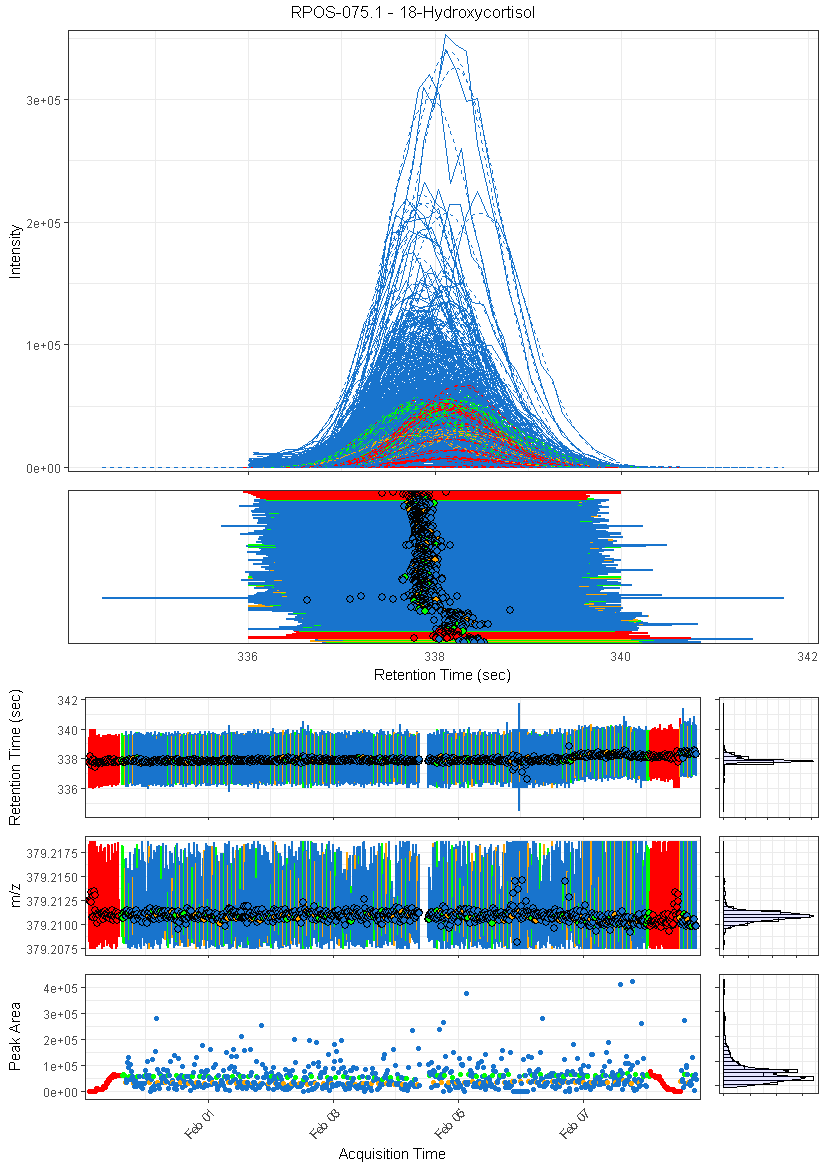 RPOS-075.1 - 18-Hydroxycortisol
Intensity
3e+05
2e+05
1e+05
0e+00
336
338
340
342
Retention Time (sec)
Retention Time (sec)
342
340
338
336
m/z
379.2175
379.2150
379.2125
379.2100
379.2075
Peak Area
4e+05
3e+05
2e+05
1e+05
0e+00
Feb 01
Feb 03
Feb 05
Feb 07
Acquisition Time